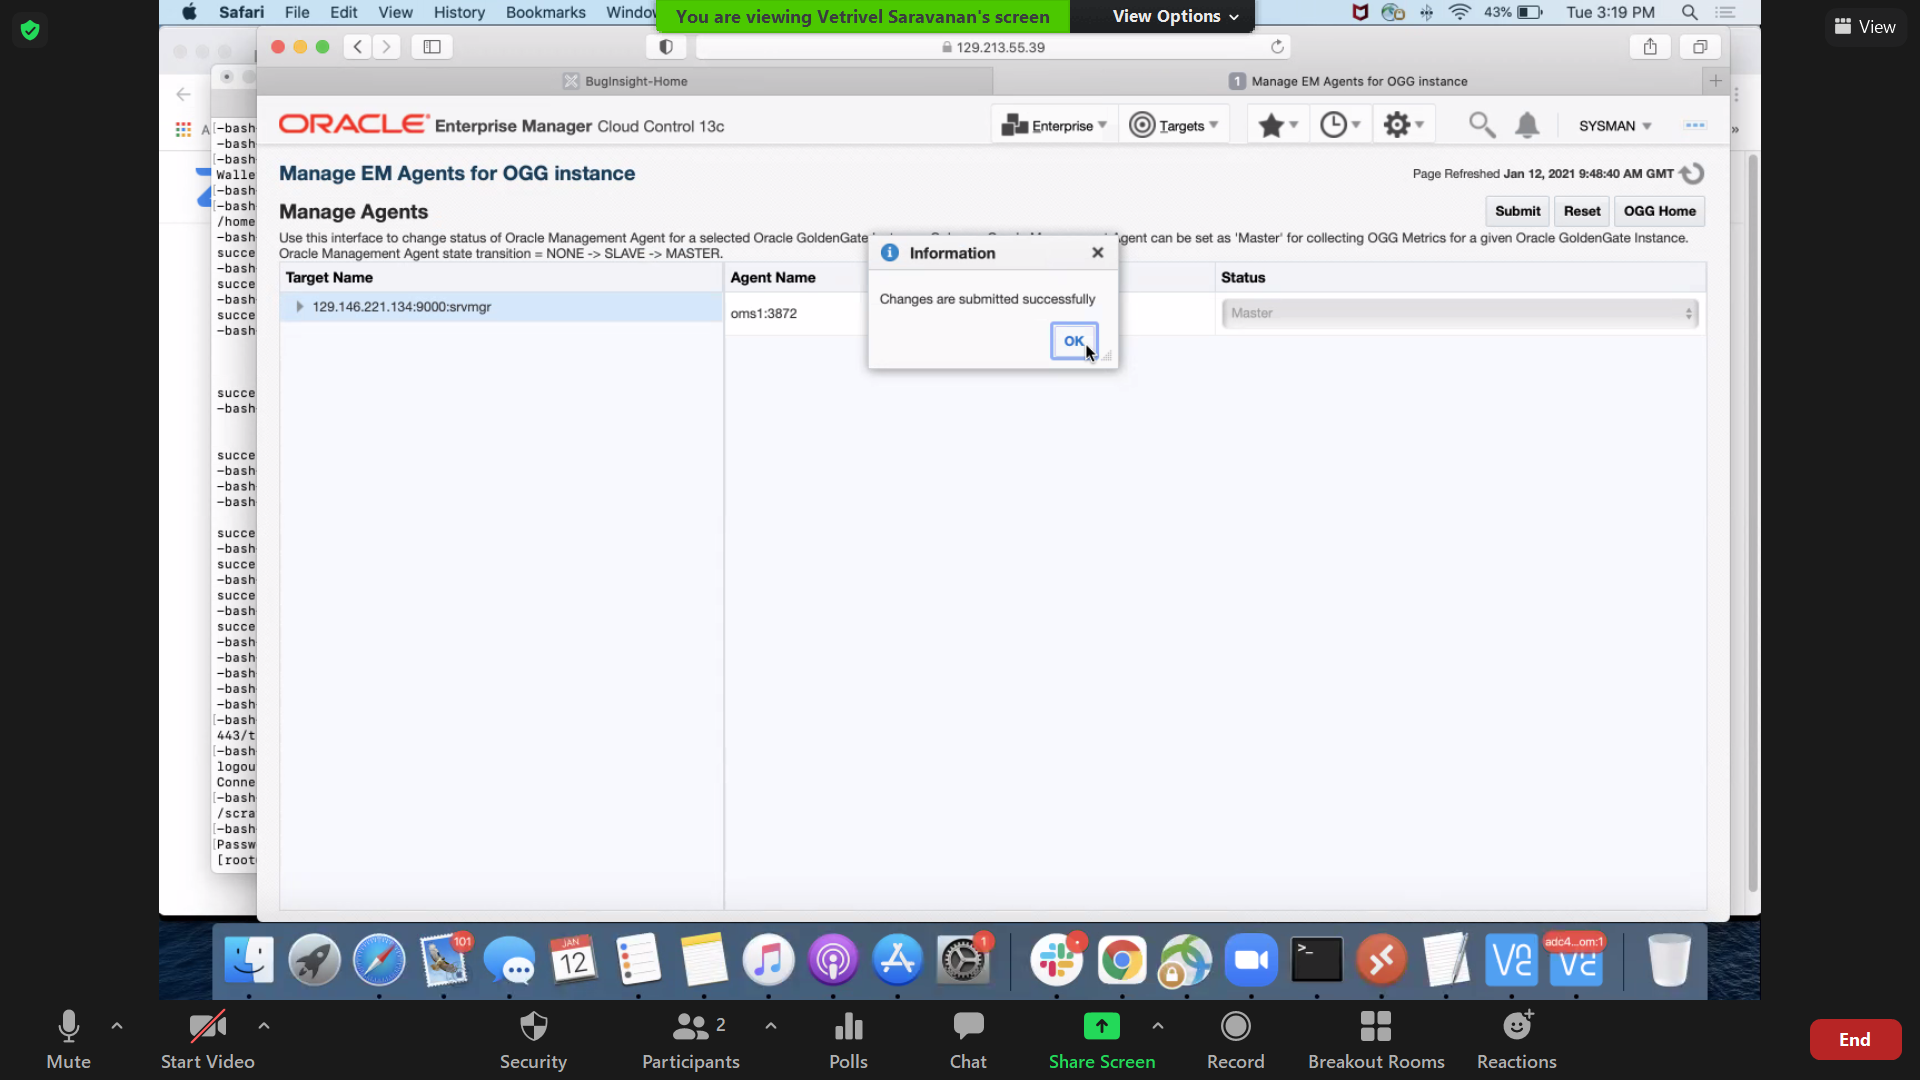 You are viewing Vetrivel Saravanan's screen
View Options
View
Safari File Edit View History Bookmarks Windo
43% Tue 3:19 PM
129.213.55.39
BugInsight-Home
1 Manage EM Agents for OGG instance
ORACLE Enterprise Manager Cloud Control 13c
Enterprise
Targets
SYSMAN
Manage EM Agents for OGG instance
Page Refreshed Jan 12, 2021 9:48:40 AM GMT
Manage Agents
Submit
Reset
OGG Home
Use this interface to change status of Oracle Management Agent for a selected Oracle GoldenGate
gent can be set as 'Master' for collecting OGG Metrics for a given Oracle GoldenGate Instance.
Oracle Management Agent state transition = NONE -> SLAVE -> MASTER.
Target Name
Agent Name
Status
129.146.221.134:9000:srvmgr
oms1:3872
Master
Information
Changes are submitted successfully
OK
A
[-bash
-bash
[-bash
Walle
[-bash
[-bash
/home
-bash
succe
-bash
succe
-bash
succe
-bash
succe
-bash
succe
-bash
-bash
-bash
succe
-bash
succe
-bash
succe
-bash
succe
-bash
-bash
-bash
-bash
-bash
[-bash
443/t
[-bash
logou
Conne
[-bash
/scra
[-bash
[Passw
[root
101
JAN
12
1
adc4...om:1
Mute
Start Video
Security
2
Participants
Polls
Chat
Share Screen
Record
Breakout Rooms
Reactions
End